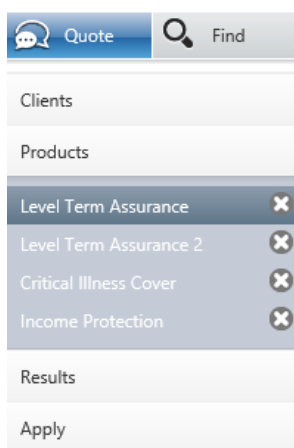 Quote Find
Clients
Products
Level Term Assurance
Level Term Assurance 2
Critical Illness Cover
Income Protection
Results
Apply